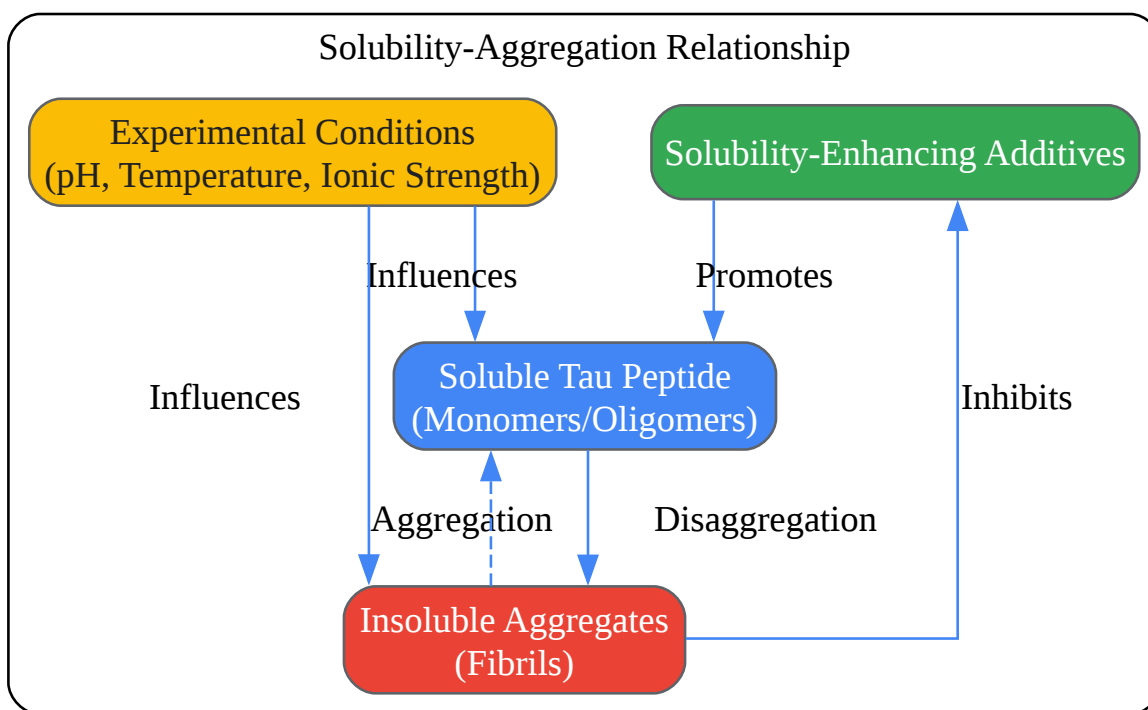 Solubility-Aggregation Relationship
Experimental Conditions
(pH, Temperature, Ionic Strength)
Solubility-Enhancing Additives
Influences
Promotes
Soluble Tau Peptide
(Monomers/Oligomers)
Influences
Inhibits
Aggregation
Disaggregation
Insoluble Aggregates
(Fibrils)